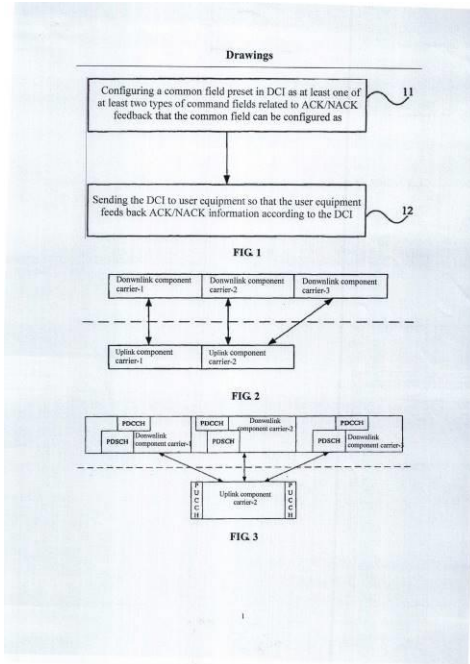 Drawings
Configuring a common field preset in DCI as at least one of
at least two types of command fields related to ACK/NACK
feedback that the common field can be configured as
11
Sending the DCI to user equipment so that the user equipment
feeds back ACK/NACK information according to the DCI
12
FIG. 1
Donwnlink component
carrier-1
Donwnlink component
carrier-2
Donwnlink component
carrier-3
Uplink component
carrier-1
Uplink component
carrier-2
FIG. 2
PDCCH
PDSCH
Donwnlink
component carrier-1
PDCCH
PDSCH
Donwnlink
component carrier-2
PDCCH
PDSCH
Donwnlink
component carrier-3
PUCCH
Uplink component
carrier-2
PUCCH
FIG. 3
1